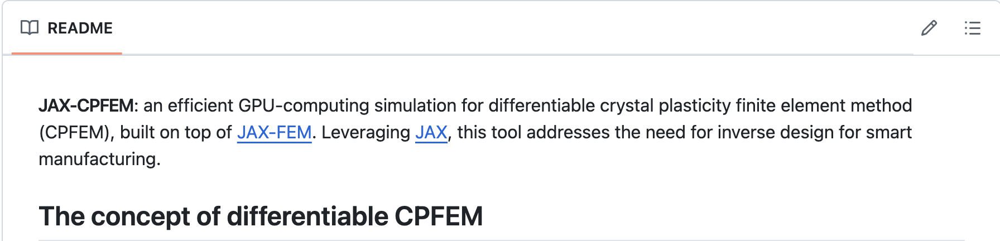 README
JAX-CPFEM: an efficient GPU-computing simulation for differentiable crystal plasticity finite element method
(CPFEM), built on top of JAX-FEM. Leveraging JAX, this tool addresses the need for inverse design for smart
manufacturing.
The concept of differentiable CPFEM